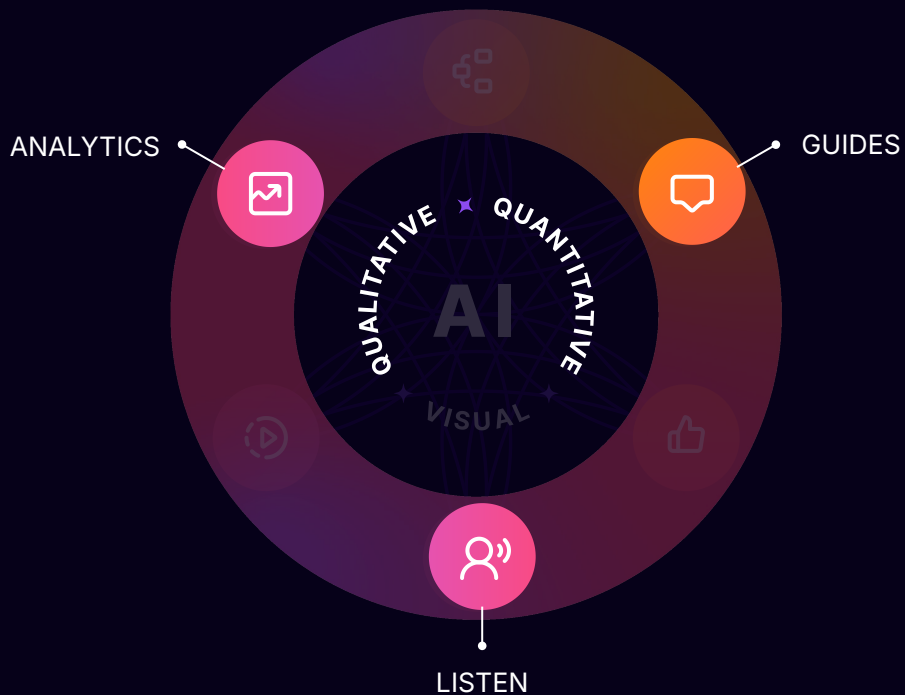 ANALYTICS
GUIDES
QUALITATIVE
QUANTITATIVE
AI
VISUAL
LISTEN